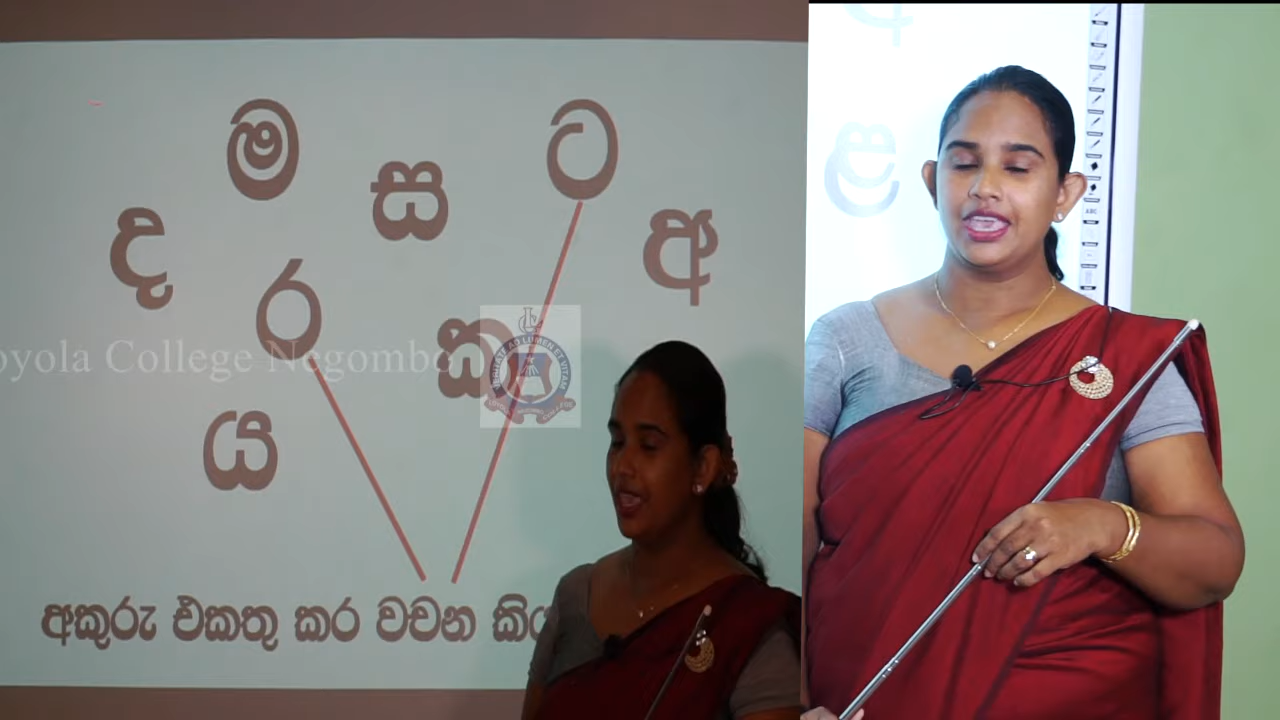 ම
ට
ස
ද
අ
ර
ක
Loyola College Negombo
ය
අකුරු එකතු කර වචන